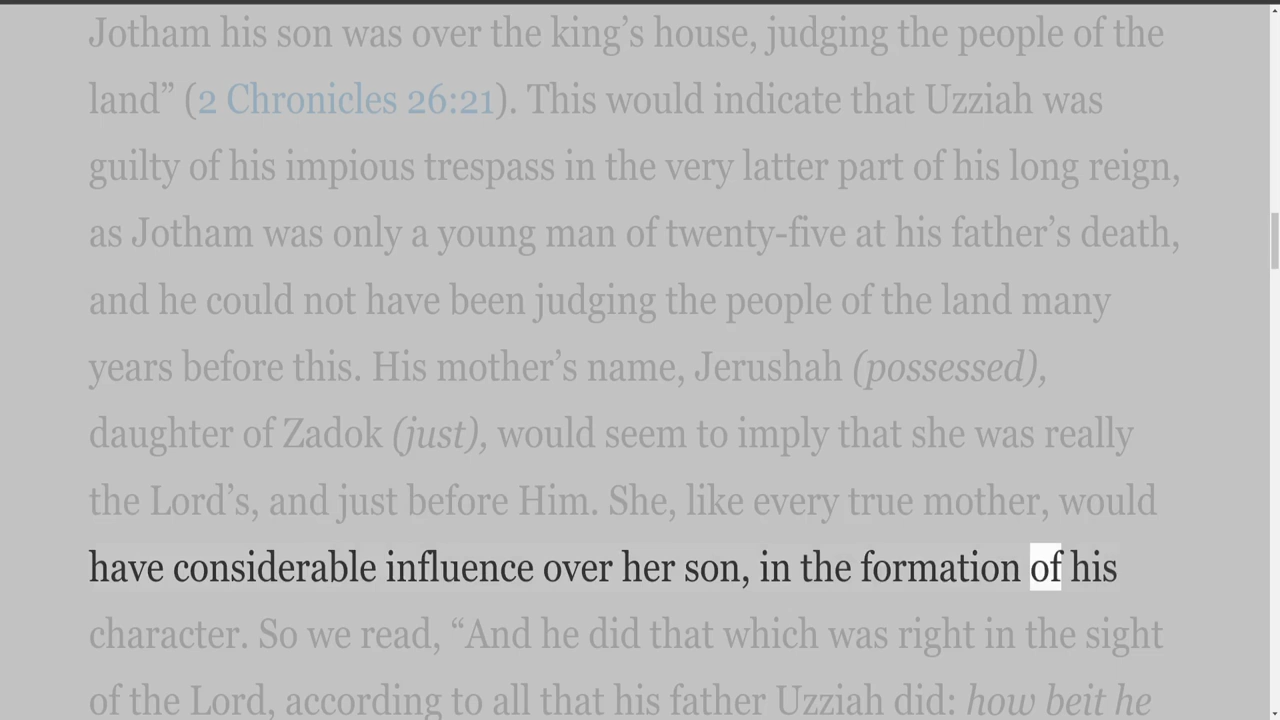 Jotham his son was over the king’s house, judging the people of the
land” (2 Chronicles 26:21). This would indicate that Uzziah was
guilty of his impious trespass in the very latter part of his long reign,
as Jotham was only a young man of twenty-five at his father’s death,
and he could not have been judging the people of the land many
years before this. His mother’s name, Jerushah (possessed),
daughter of Zadok (just), would seem to imply that she was really
the Lord’s, and just before Him. She, like every true mother, would
have considerable influence over her son, in the formation of his
character. So we read, “And he did that which was right in the sight
of the Lord, according to all that his father Uzziah did: how beit he